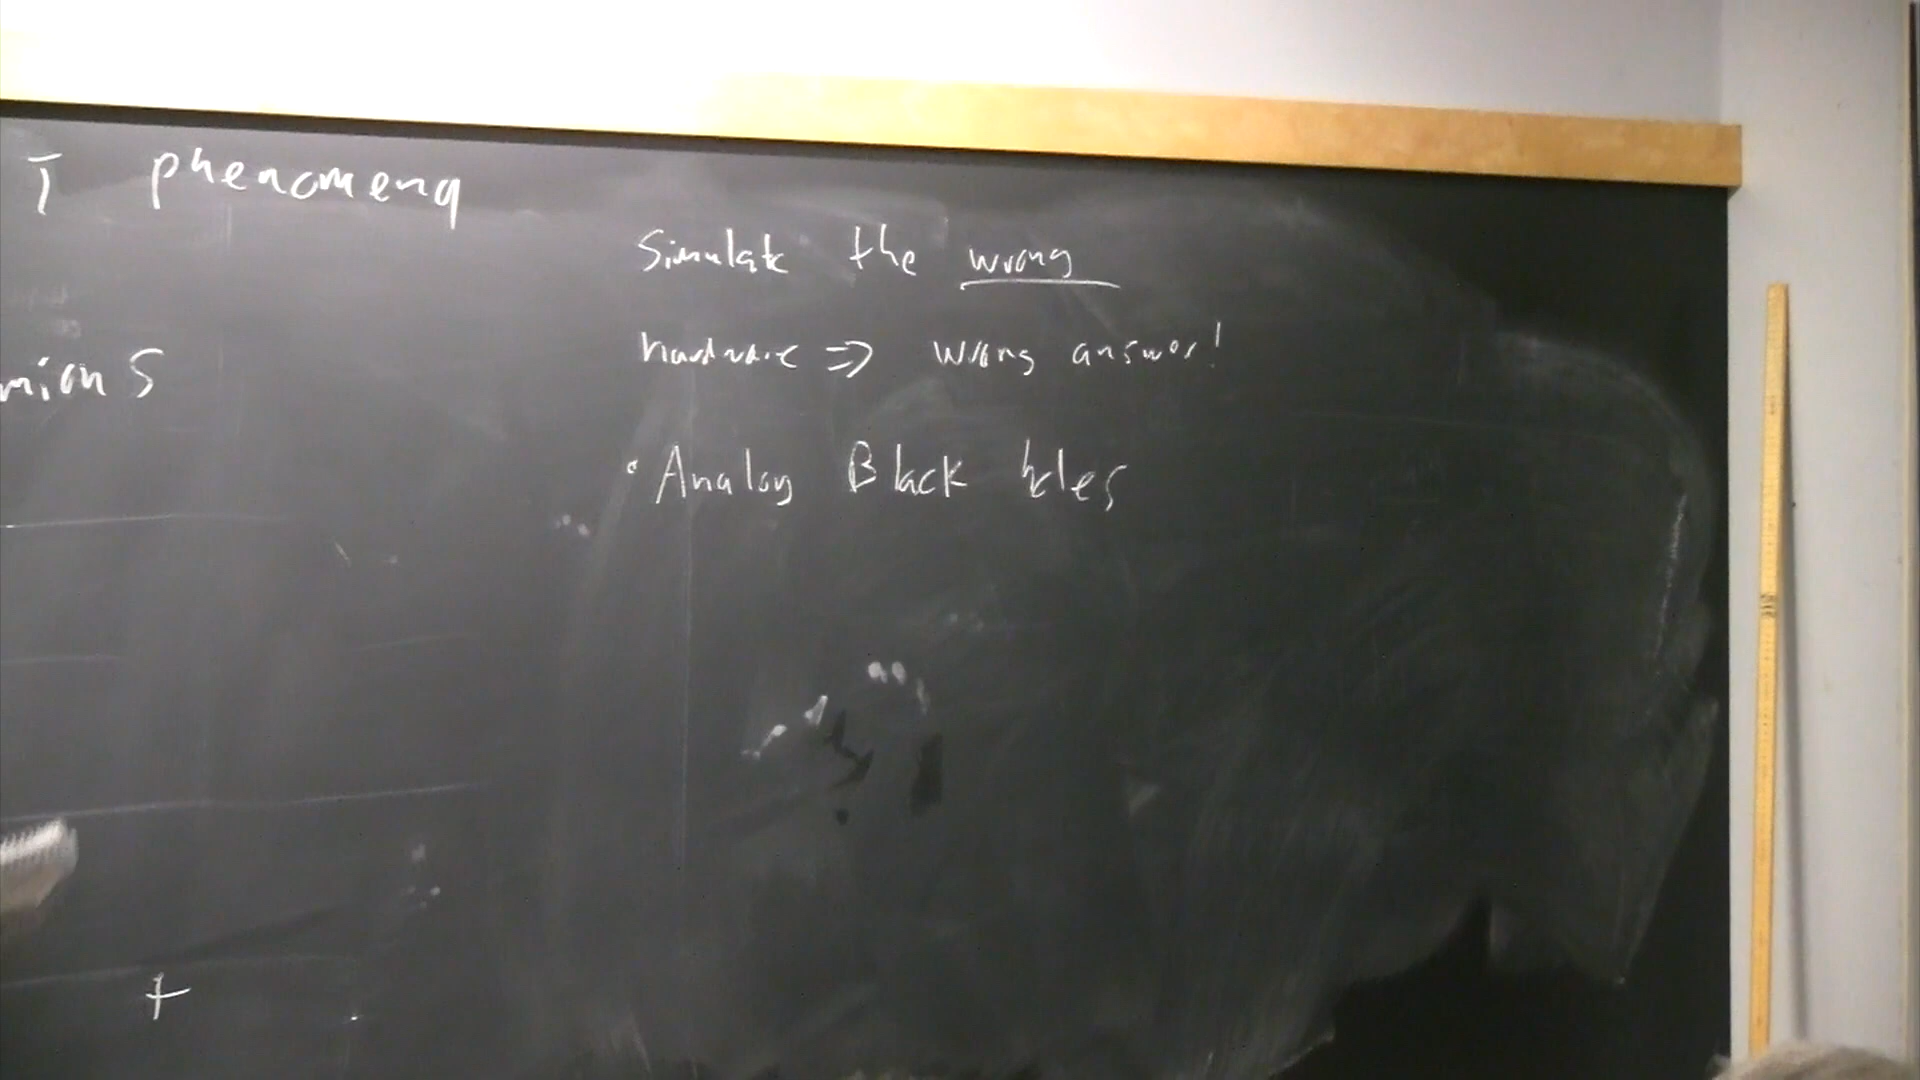 T phenomena
mions
+
Simulate the wrong
hardware ⇒ wrong answer!
• Analog Black holes